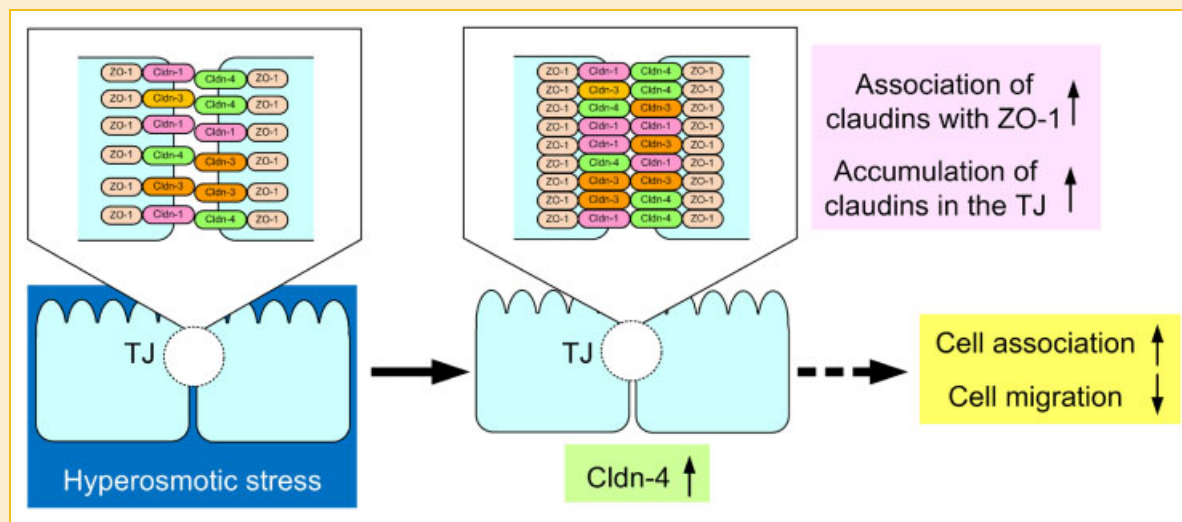 ZO-1 Cldn-1 Cldn-4 ZO-1
ZO-1 Cldn-3 Cldn-4 ZO-1
ZO-1 Cldn-1 Cldn-1 ZO-1
ZO-1 Cldn-4 Cldn-3 ZO-1
ZO-1 Cldn-3 Cldn-3 ZO-1
ZO-1 Cldn-1 Cldn-4 ZO-1
TJ
Hyperosmotic stress
ZO-1 Cldn-1 Cldn-4 ZO-1
ZO-1 Cldn-3 Cldn-4 ZO-1
ZO-1 Cldn-4 Cldn-3 ZO-1
ZO-1 Cldn-1 Cldn-1 ZO-1
ZO-1 Cldn-1 Cldn-3 ZO-1
ZO-1 Cldn-4 Cldn-1 ZO-1
ZO-1 Cldn-3 Cldn-3 ZO-1
ZO-1 Cldn-3 Cldn-4 ZO-1
ZO-1 Cldn-1 Cldn-4 ZO-1
TJ
Cldn-4 ↑
Association of
claudins with ZO-1 ↑
Accumulation of
claudins in the TJ ↑
Cell association ↑
Cell migration ↓